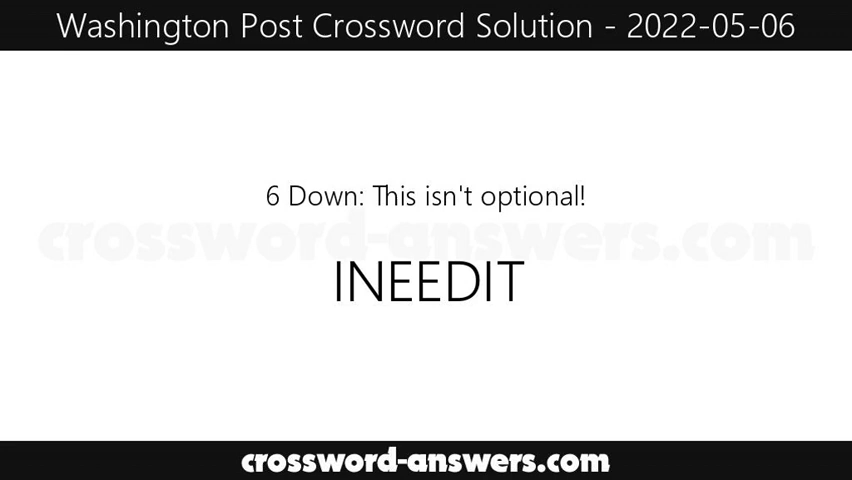 Washington Post Crossword Solution - 2022-05-06
6 Down: This isn't optional!
crossword-answers.com
INEEDIT
crossword-answers.com